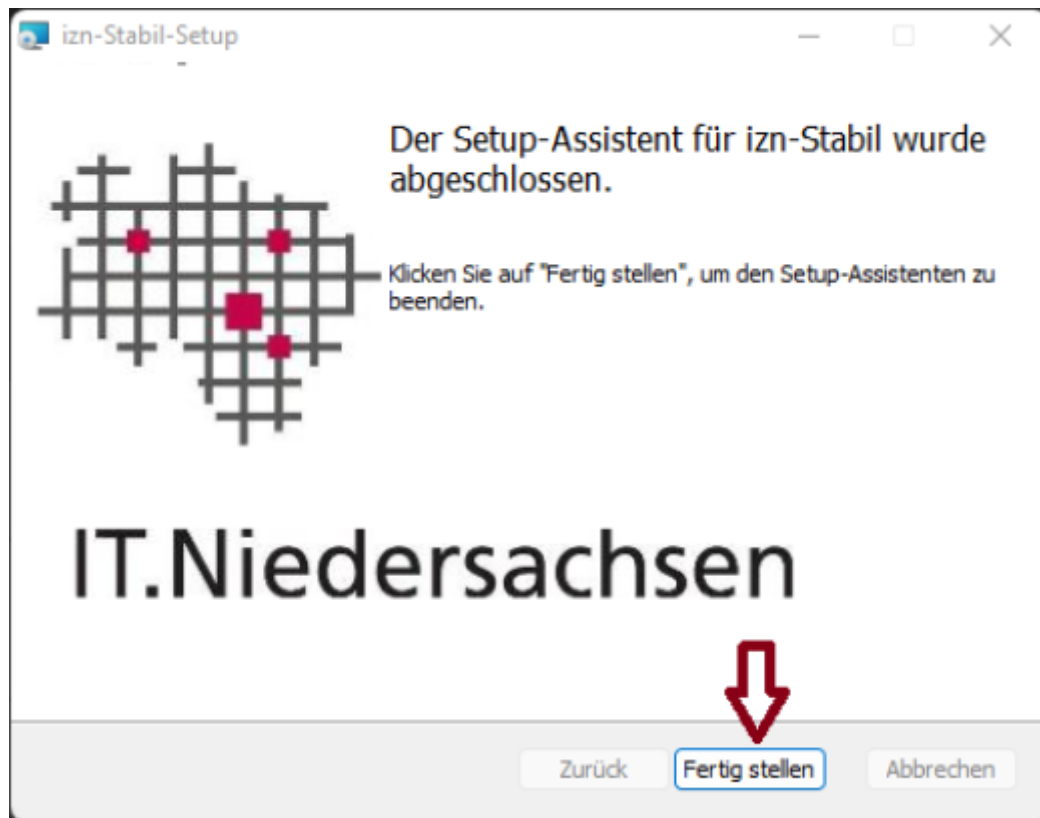 izn-Stabil-Setup
Der Setup-Assistent für izn-Stabil wurde
abgeschlossen.
Klicken Sie auf "Fertig stellen", um den Setup-Assistenten zu
beenden.
IT.Niedersachsen
Zurück Fertig stellen Abbrechen